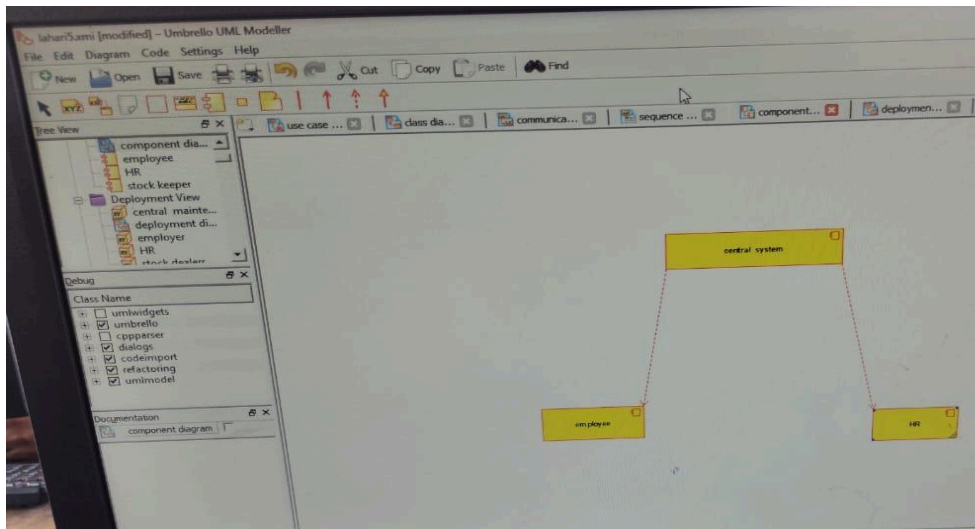 lahari5.xmi [modified] – Umbrello UML Modeller
File Edit Diagram Code Settings Help
New Open Save Cut Copy Paste Find
XYZ
Tree View
use case ... class dia... communica... sequence ... component... deploymen...
component dia...
employee
HR
stock keeper
Deployment View
central mainte...
deployment di...
employer
HR
stock dealerr
Debug
Class Name
umlwidgets
umbrello
cppparser
dialogs
codeimport
refactoring
umlmodel
Documentation
component diagram
central system
employee
HR